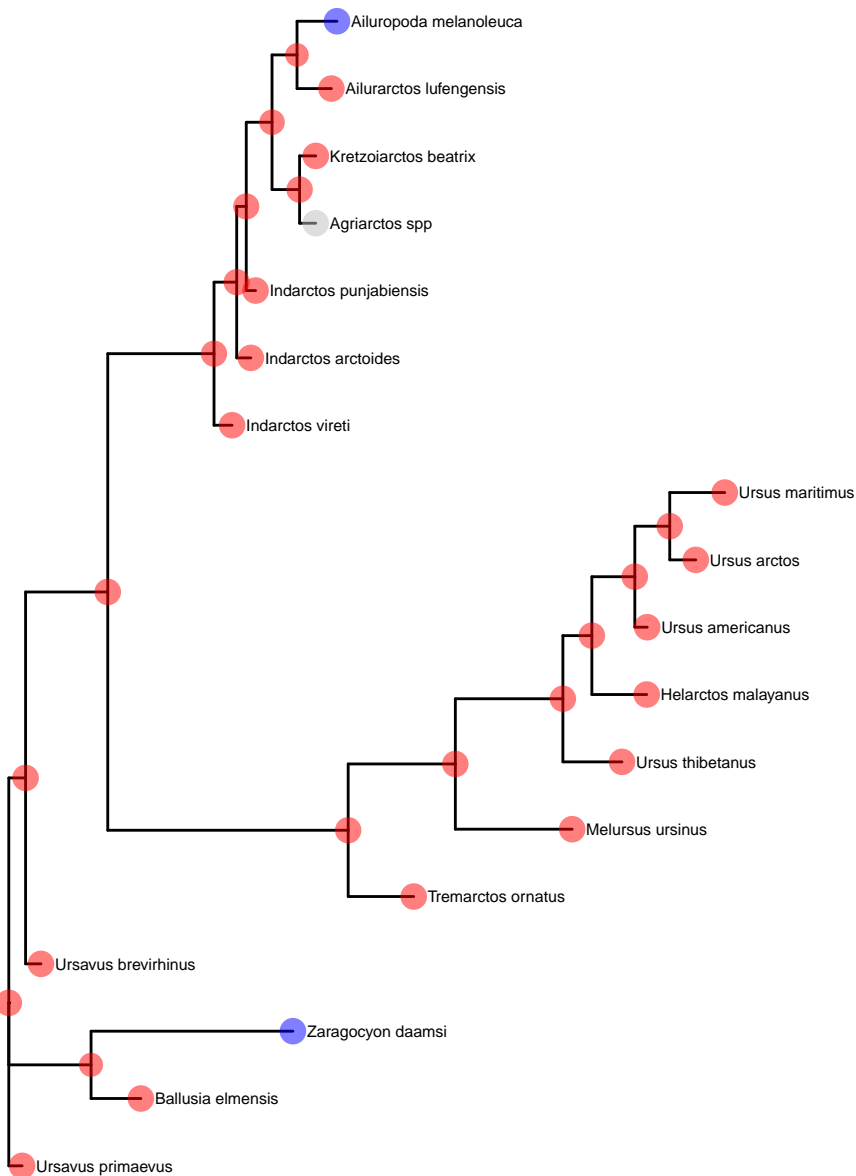 Ailuropoda melanoleuca
Ailurarctos lufengensis
Kretzoiarctos beatrix
Agriarctos spp
Indarctos punjabiensis
Indarctos arctoides
Indarctos vireti
Ursus maritimus
Ursus arctos
Ursus americanus
Helarctos malayanus
Ursus thibetanus
Melursus ursinus
Tremarctos ornatus
Ursavus brevirhinus
Zaragocyon daamsi
Ballusia elmensis
Ursavus primaevus